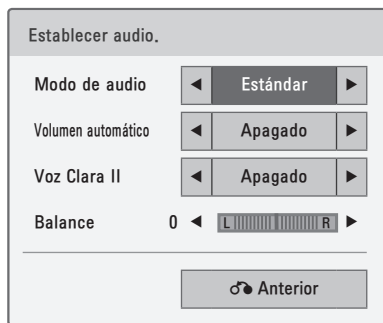 Establecer audio.
Modo de audio ◀ Estándar ▶
Volumen automático ◀ Apagado ▶
Voz Clara II ◀ Apagado ▶
Balance 0 ◀ L R ▶
Anterior